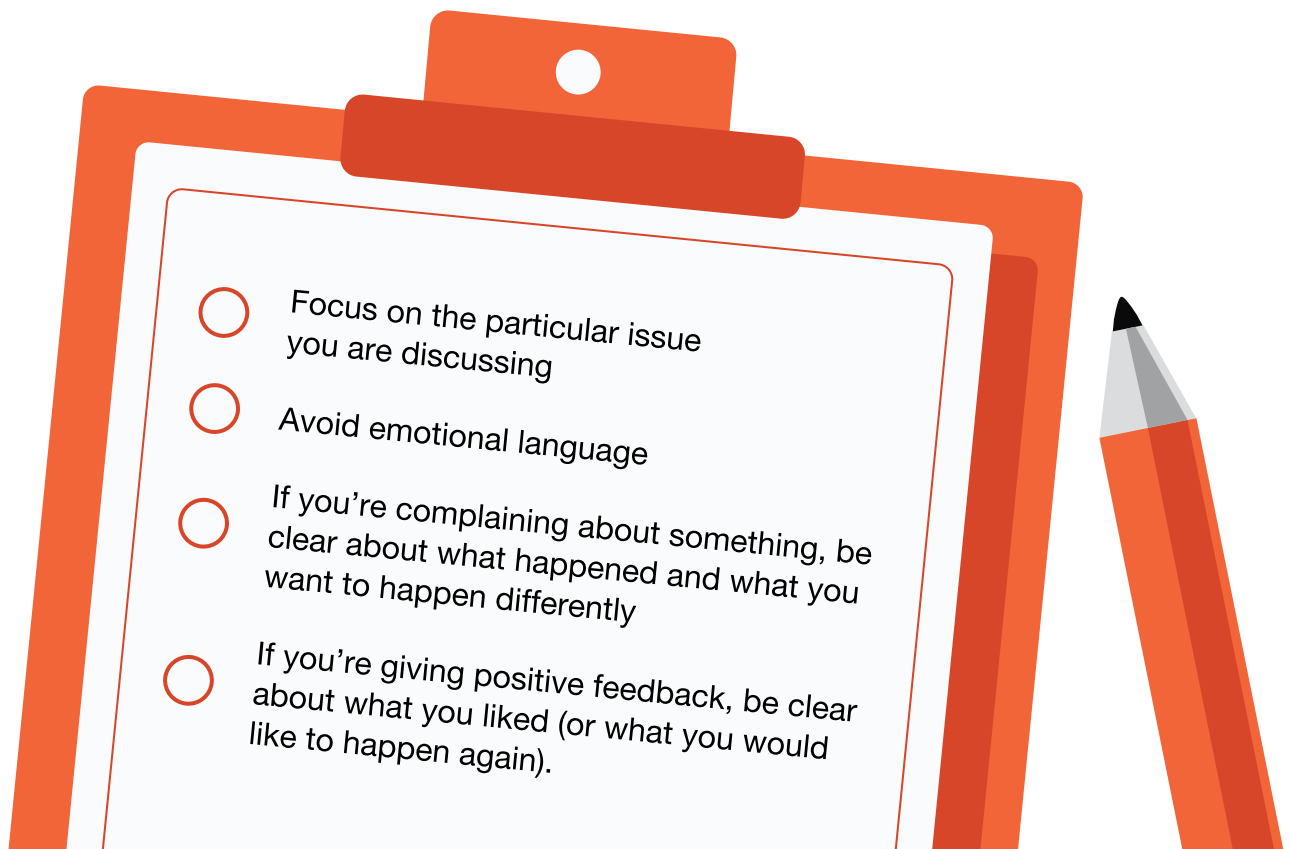 Focus on the particular issue
you are discussing
Avoid emotional language
If you’re complaining about something, be
clear about what happened and what you
want to happen differently
If you’re giving positive feedback, be clear
about what you liked (or what you would
like to happen again).